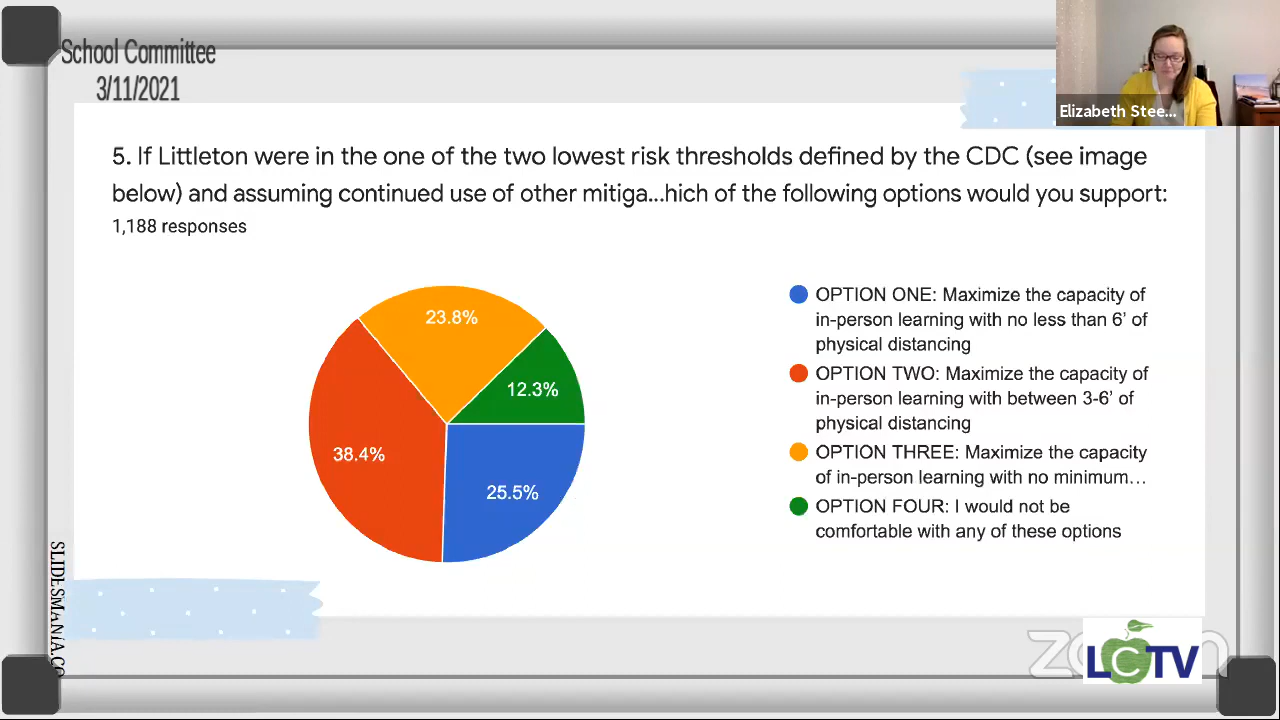 School Committee
3/11/2021
Elizabeth Stee...
5. If Littleton were in the one of the two lowest risk thresholds defined by the CDC (see image
below) and assuming continued use of other mitiga...hich of the following options would you support:
1,188 responses
23.8%
12.3%
38.4%
25.5%
OPTION ONE: Maximize the capacity of
in-person learning with no less than 6' of
physical distancing
OPTION TWO: Maximize the capacity of
in-person learning with between 3-6' of
physical distancing
OPTION THREE: Maximize the capacity
of in-person learning with no minimum...
OPTION FOUR: I would not be
comfortable with any of these options
SLIDESMANIA.CO
LCTV